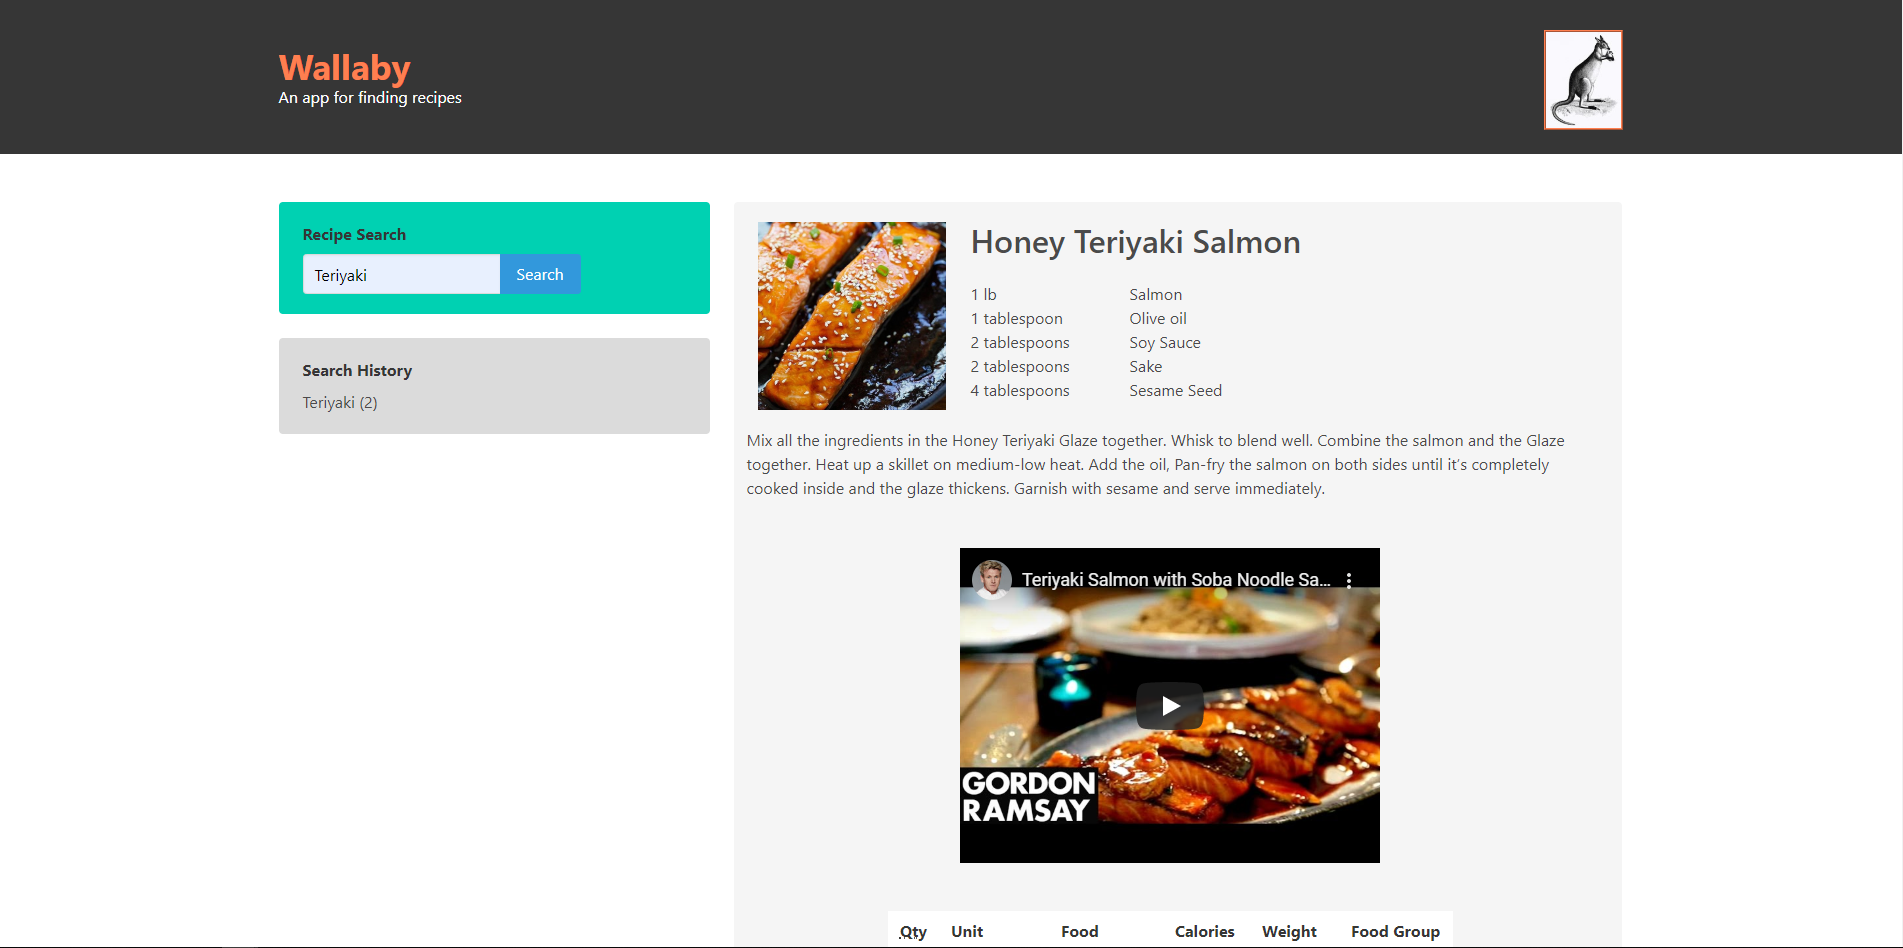 Wallaby
An app for finding recipes
Recipe Search
Teriyaki
Search
Search History
Teriyaki (2)
Honey Teriyaki Salmon
1 lb Salmon
1 tablespoon Olive oil
2 tablespoons Soy Sauce
2 tablespoons Sake
4 tablespoons Sesame Seed
Mix all the ingredients in the Honey Teriyaki Glaze together. Whisk to blend well. Combine the salmon and the Glaze
together. Heat up a skillet on medium-low heat. Add the oil, Pan-fry the salmon on both sides until it’s completely
cooked inside and the glaze thickens. Garnish with sesame and serve immediately.
Teriyaki Salmon with Soba Noodle Sa...
GORDON
RAMSAY
Qty Unit Food Calories Weight Food Group